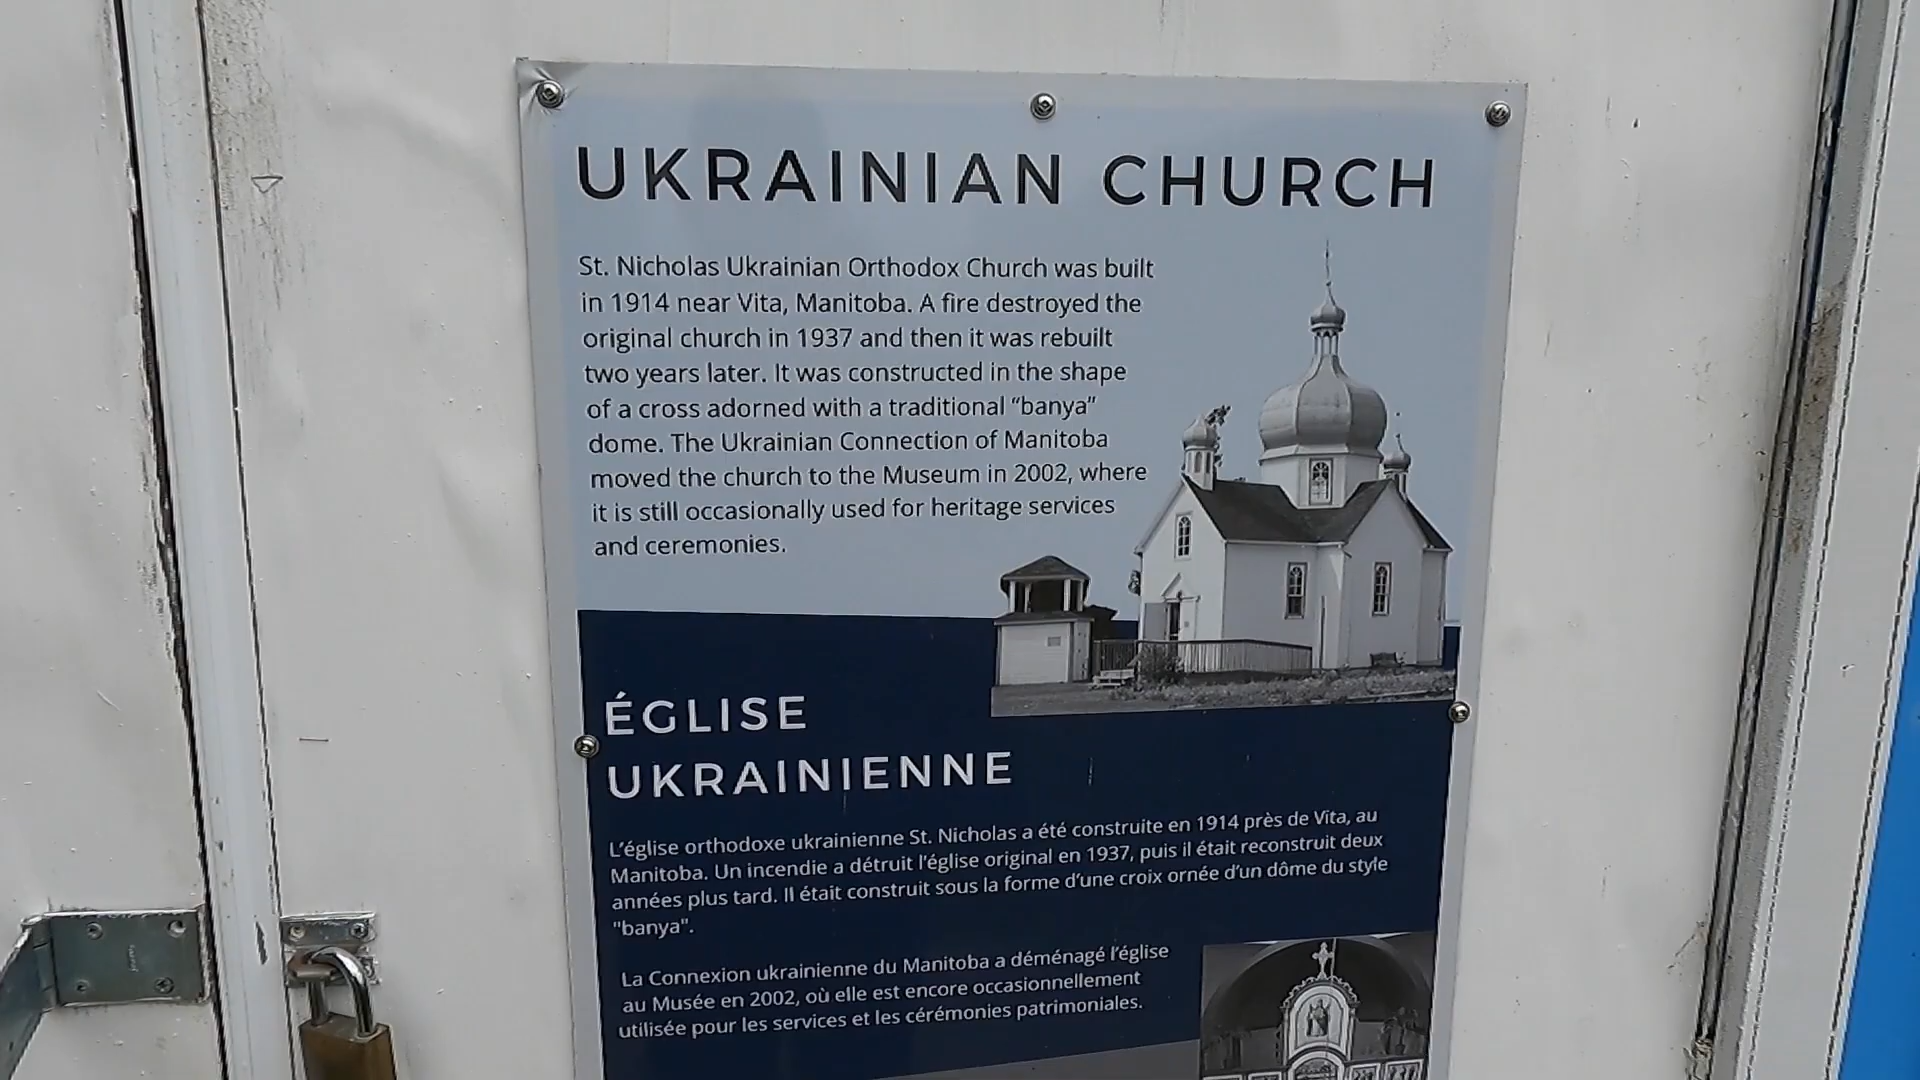 UKRAINIAN CHURCH
St. Nicholas Ukrainian Orthodox Church was built
in 1914 near Vita, Manitoba. A fire destroyed the
original church in 1937 and then it was rebuilt
two years later. It was constructed in the shape
of a cross adorned with a traditional “banya”
dome. The Ukrainian Connection of Manitoba
moved the church to the Museum in 2002, where
it is still occasionally used for heritage services
and ceremonies.
ÉGLISE
UKRAINIENNE
L’église orthodoxe ukrainienne St. Nicholas a été construite en 1914 près de Vita, au
Manitoba. Un incendie a détruit l’église original en 1937, puis il était reconstruit deux
années plus tard. Il était construit sous la forme d’une croix ornée d’un dôme du style
"banya".
La Connexion ukrainienne du Manitoba a déménagé l’église
au Musée en 2002, où elle est encore occasionnellement
utilisée pour les services et les cérémonies patrimoniales.